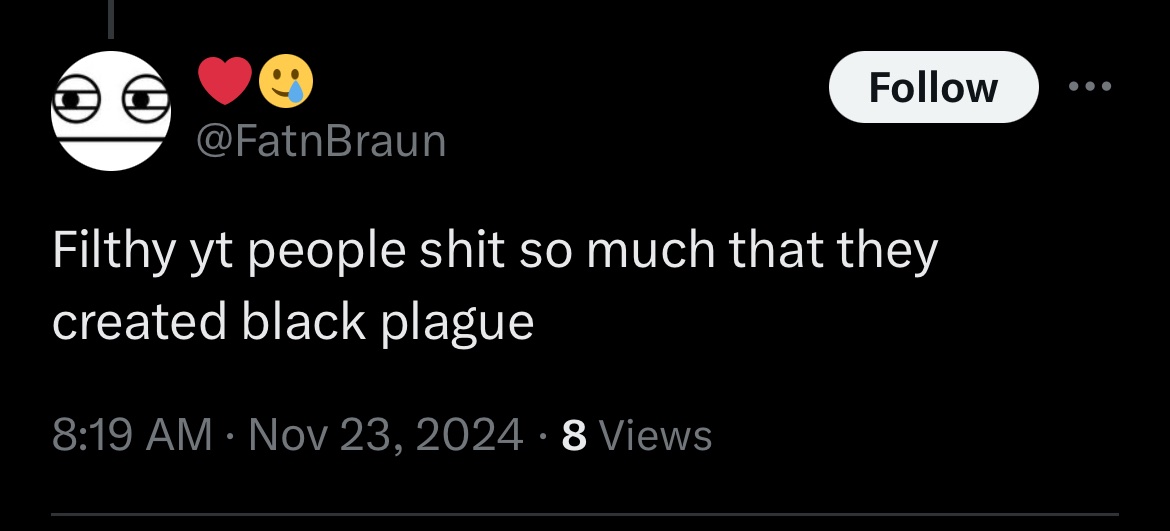 ❤️🥲
Follow
@FatnBraun
Filthy yt people shit so much that they
created black plague
8:19 AM · Nov 23, 2024 · 8 Views